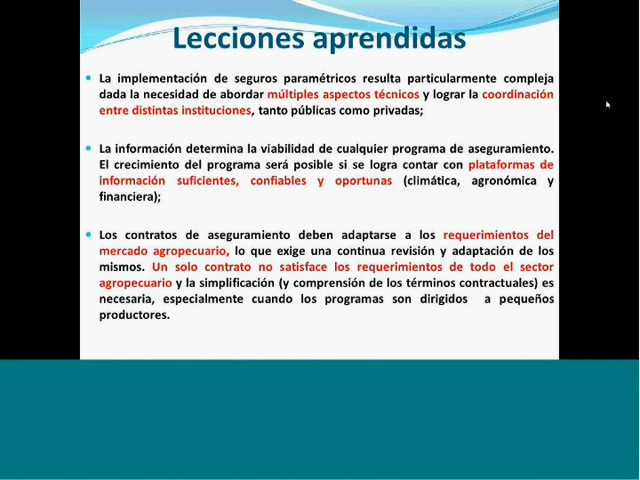 Lecciones aprendidas
La implementación de seguros paramétricos resulta particularmente compleja
dada la necesidad de abordar múltiples aspectos técnicos y lograr la coordinación
entre distintas instituciones, tanto públicas como privadas;
La información determina la viabilidad de cualquier programa de aseguramiento.
El crecimiento del programa será posible si se logra contar con plataformas de
información suficientes, confiables y oportunas (climática, agronómica y
financiera);
Los contratos de aseguramiento deben adaptarse a los requerimientos del
mercado agropecuario, lo que exige una continua revisión y adaptación de los
mismos. Un solo contrato no satisface los requerimientos de todo el sector
agropecuario y la simplificación (y comprensión de los términos contractuales) es
necesaria, especialmente cuando los programas son dirigidos a pequeños
productores.